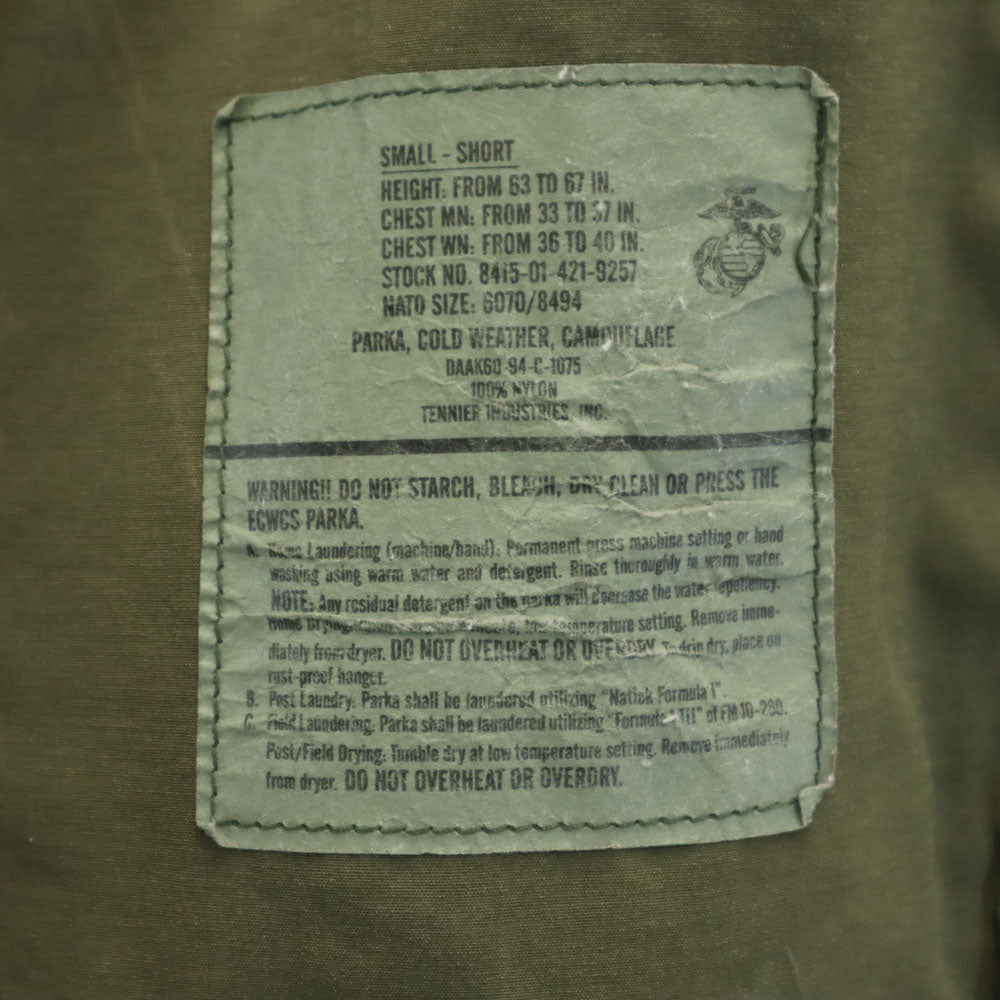 SMALL - SHORT
HEIGHT: FROM 63 TO 67 IN.
CHEST MN: FROM 33 TO 37 IN.
CHEST WN: FROM 36 TO 40 IN.
STOCK NO. 8415-01-421-9257
NATO SIZE: 6070/8494
PARKA, COLD WEATHER, CAMOUFLAGE
DAAK60-94-C-1075
100% NYLON
TENNIER INDUSTRIES, INC.
WARNING!! DO NOT STARCH, BLEACH, DRY CLEAN OR PRESS THE
ECWCS PARKA.
A. Home Laundering (machine/hand): Permanent press machine setting or hand
washing using warm water and detergent. Rinse thoroughly in warm water.
NOTE: Any residual detergent on the parka will decrease the water repellency.
Home Drying: temperature setting. Remove imme-
diately from dryer. DO NOT OVERHEAT OR OVERDRY. To drip dry, place on
rust-proof hanger.
B. Post Laundry: Parka shall be laundered utilizing "Natick Formula 1".
C. Field Laundering: Parka shall be laundered utilizing "Formula III" of FM 10-280.
Post/Field Drying: Tumble dry at low temperature setting. Remove immediately
from dryer. DO NOT OVERHEAT OR OVERDRY.